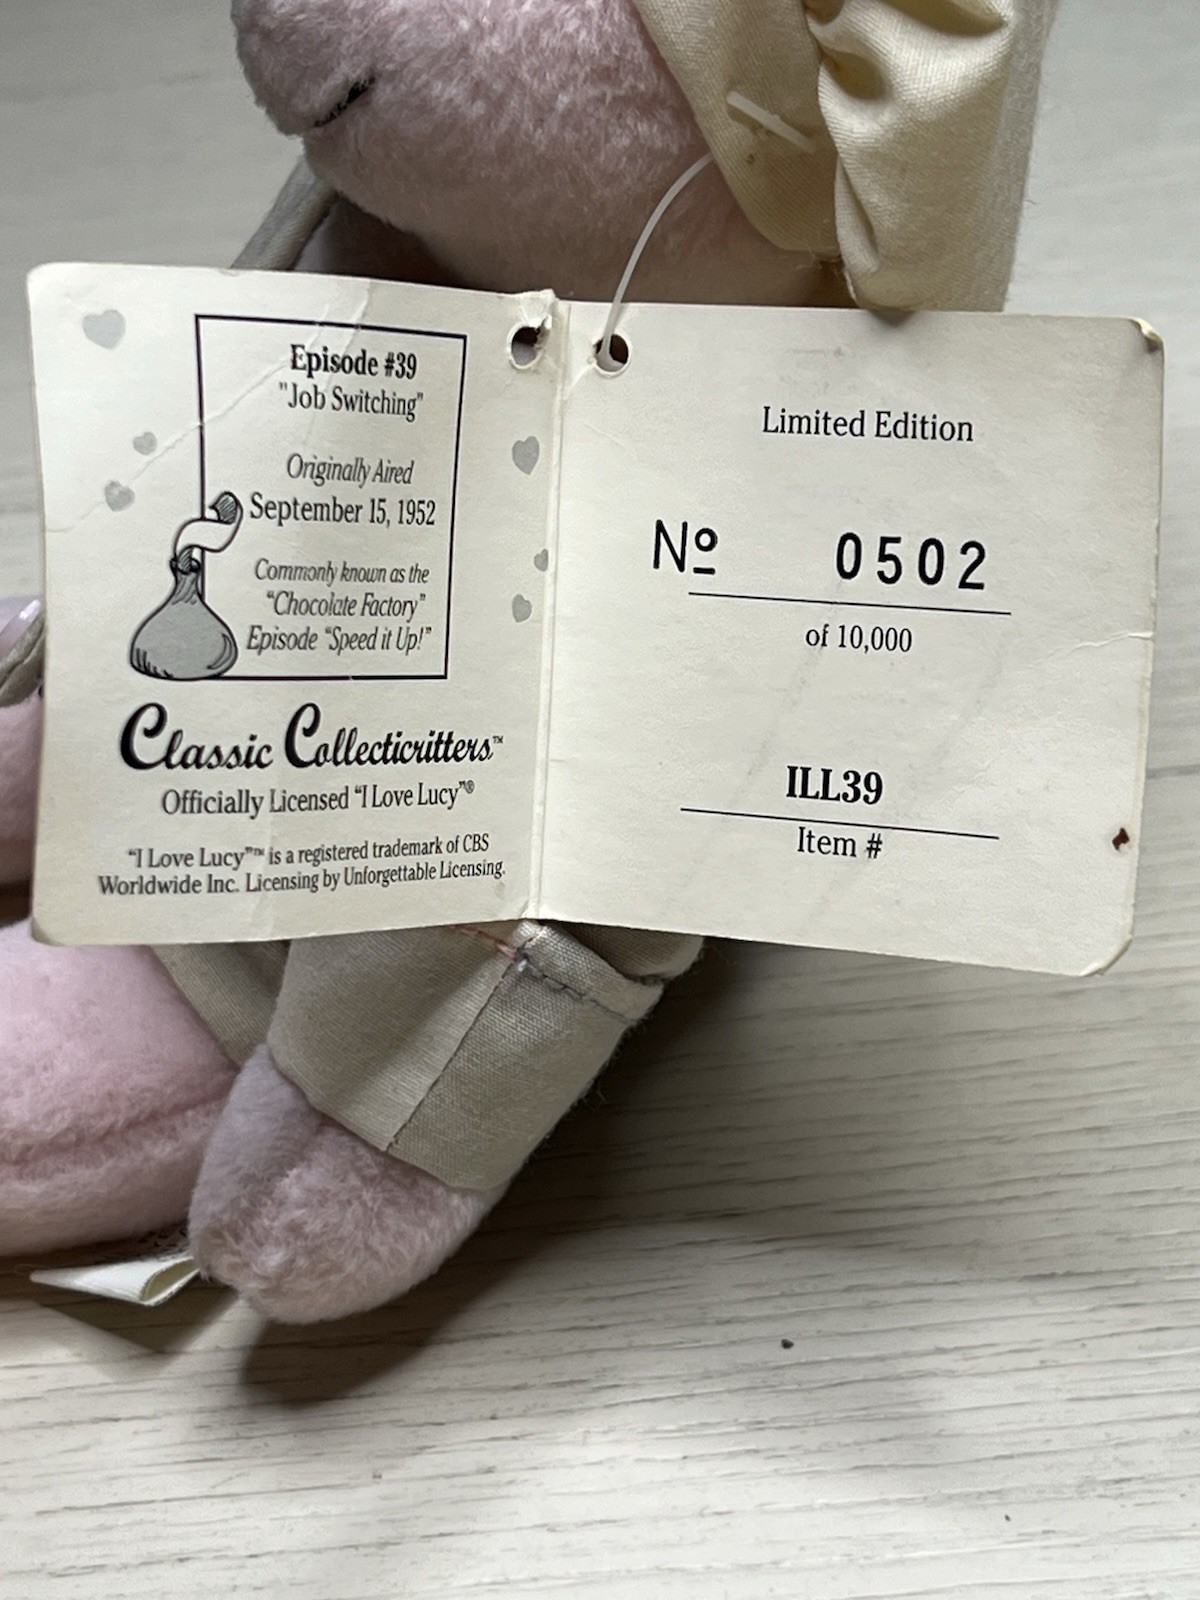 Episode #39
"Job Switching"
Originally Aired
September 15, 1952
Commonly known as the
"Chocolate Factory"
Episode "Speed it Up!"
Classic Collecticritters™
Officially Licensed "I Love Lucy"®
"I Love Lucy"™ is a registered trademark of CBS
Worldwide Inc. Licensing by Unforgettable Licensing.
Limited Edition
Nº 0502
of 10,000
ILL39
Item #